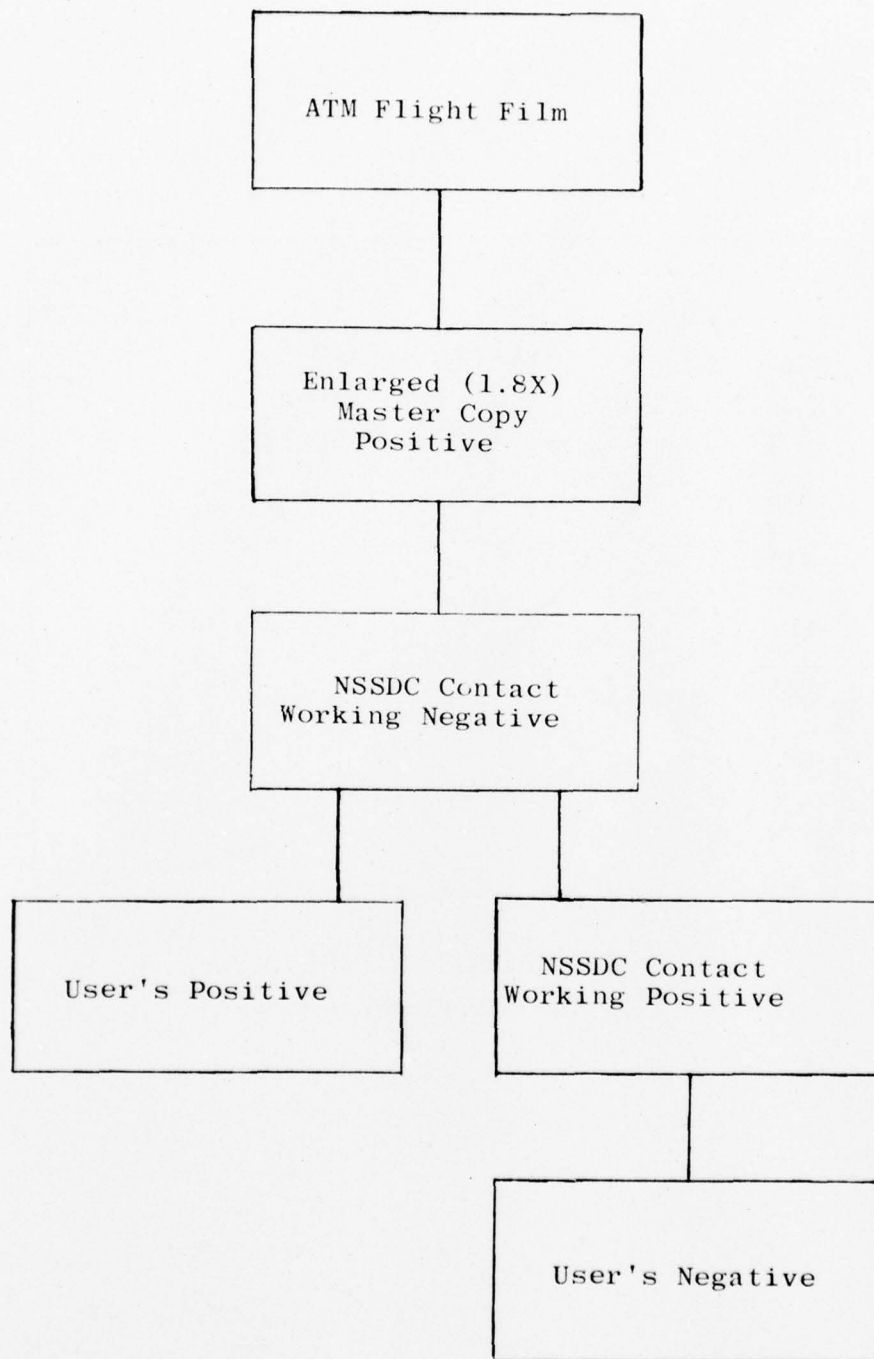 ATM Flight Film
Enlarged (1.8X)
Master Copy
Positive
NSSDC Contact
Working Negative
User's Positive
NSSDC Contact
Working Positive
User's Negative